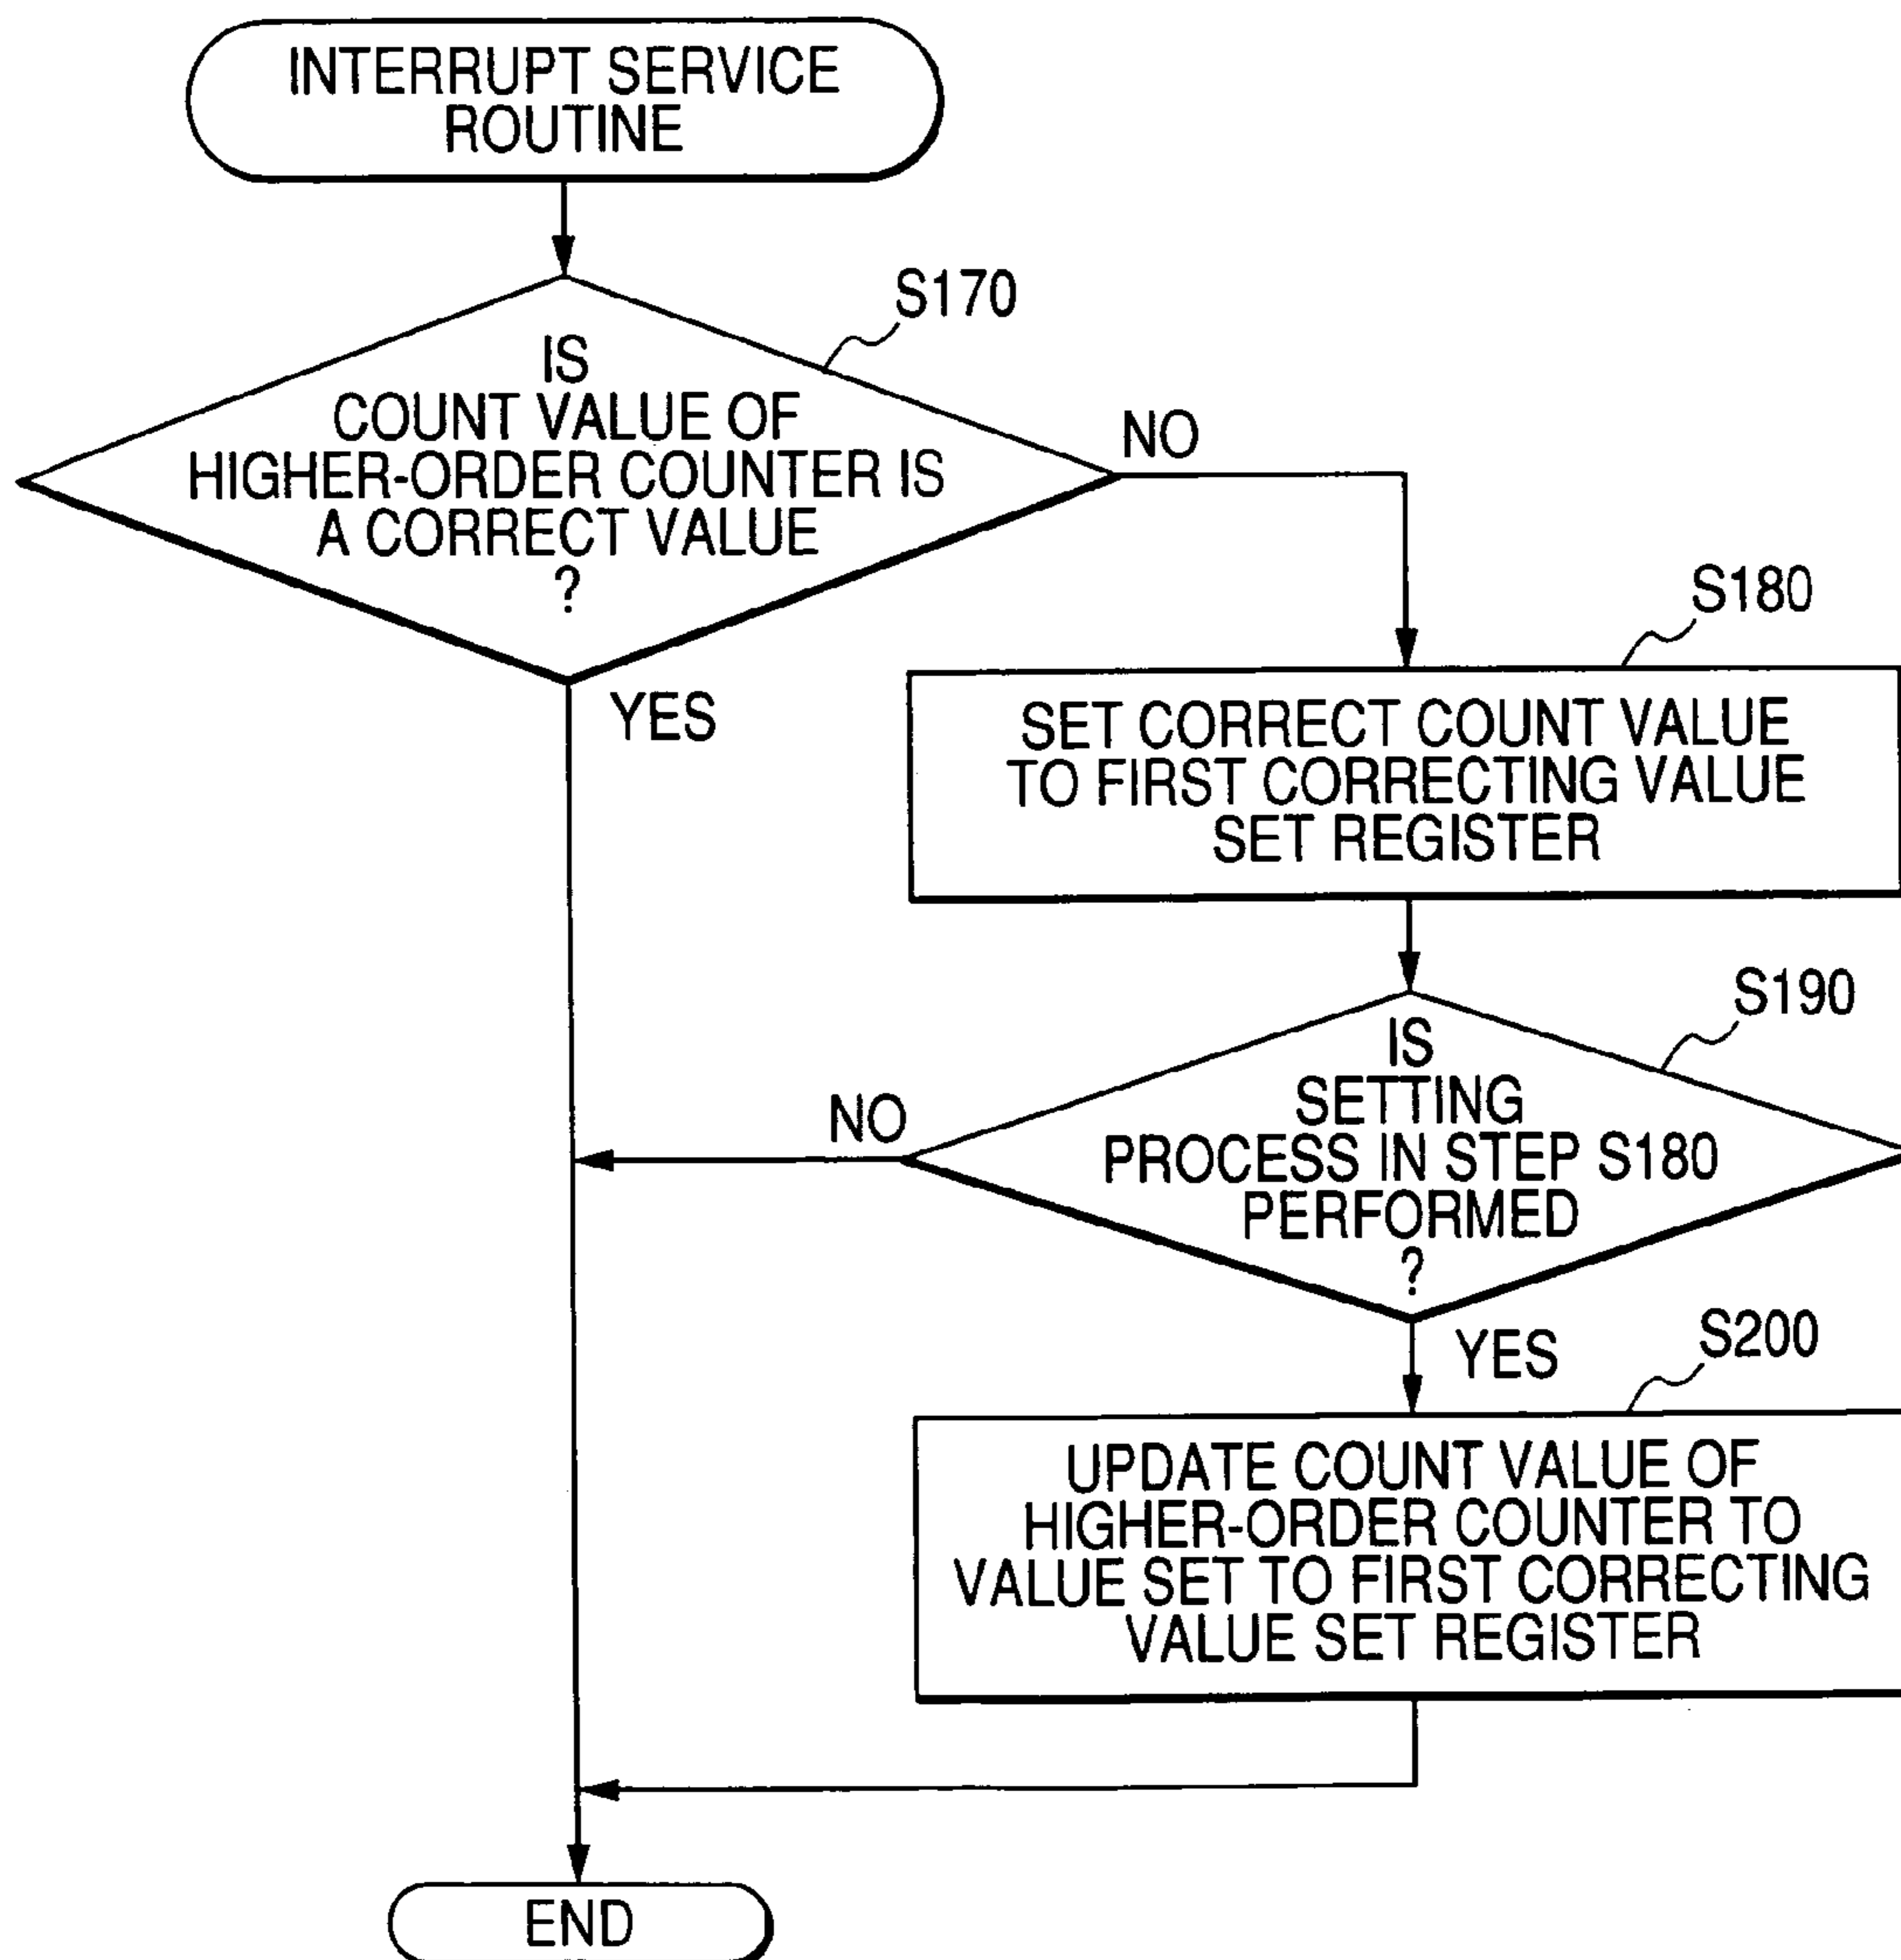 INTERRUPT SERVICE
ROUTINE
S170
IS
COUNT VALUE OF
HIGHER-ORDER COUNTER IS
A CORRECT VALUE
?
NO
YES
S180
SET CORRECT COUNT VALUE
TO FIRST CORRECTING VALUE
SET REGISTER
S190
IS
SETTING
PROCESS IN STEP S180
PERFORMED
?
NO
YES
S200
UPDATE COUNT VALUE OF
HIGHER-ORDER COUNTER TO
VALUE SET TO FIRST CORRECTING
VALUE SET REGISTER
END